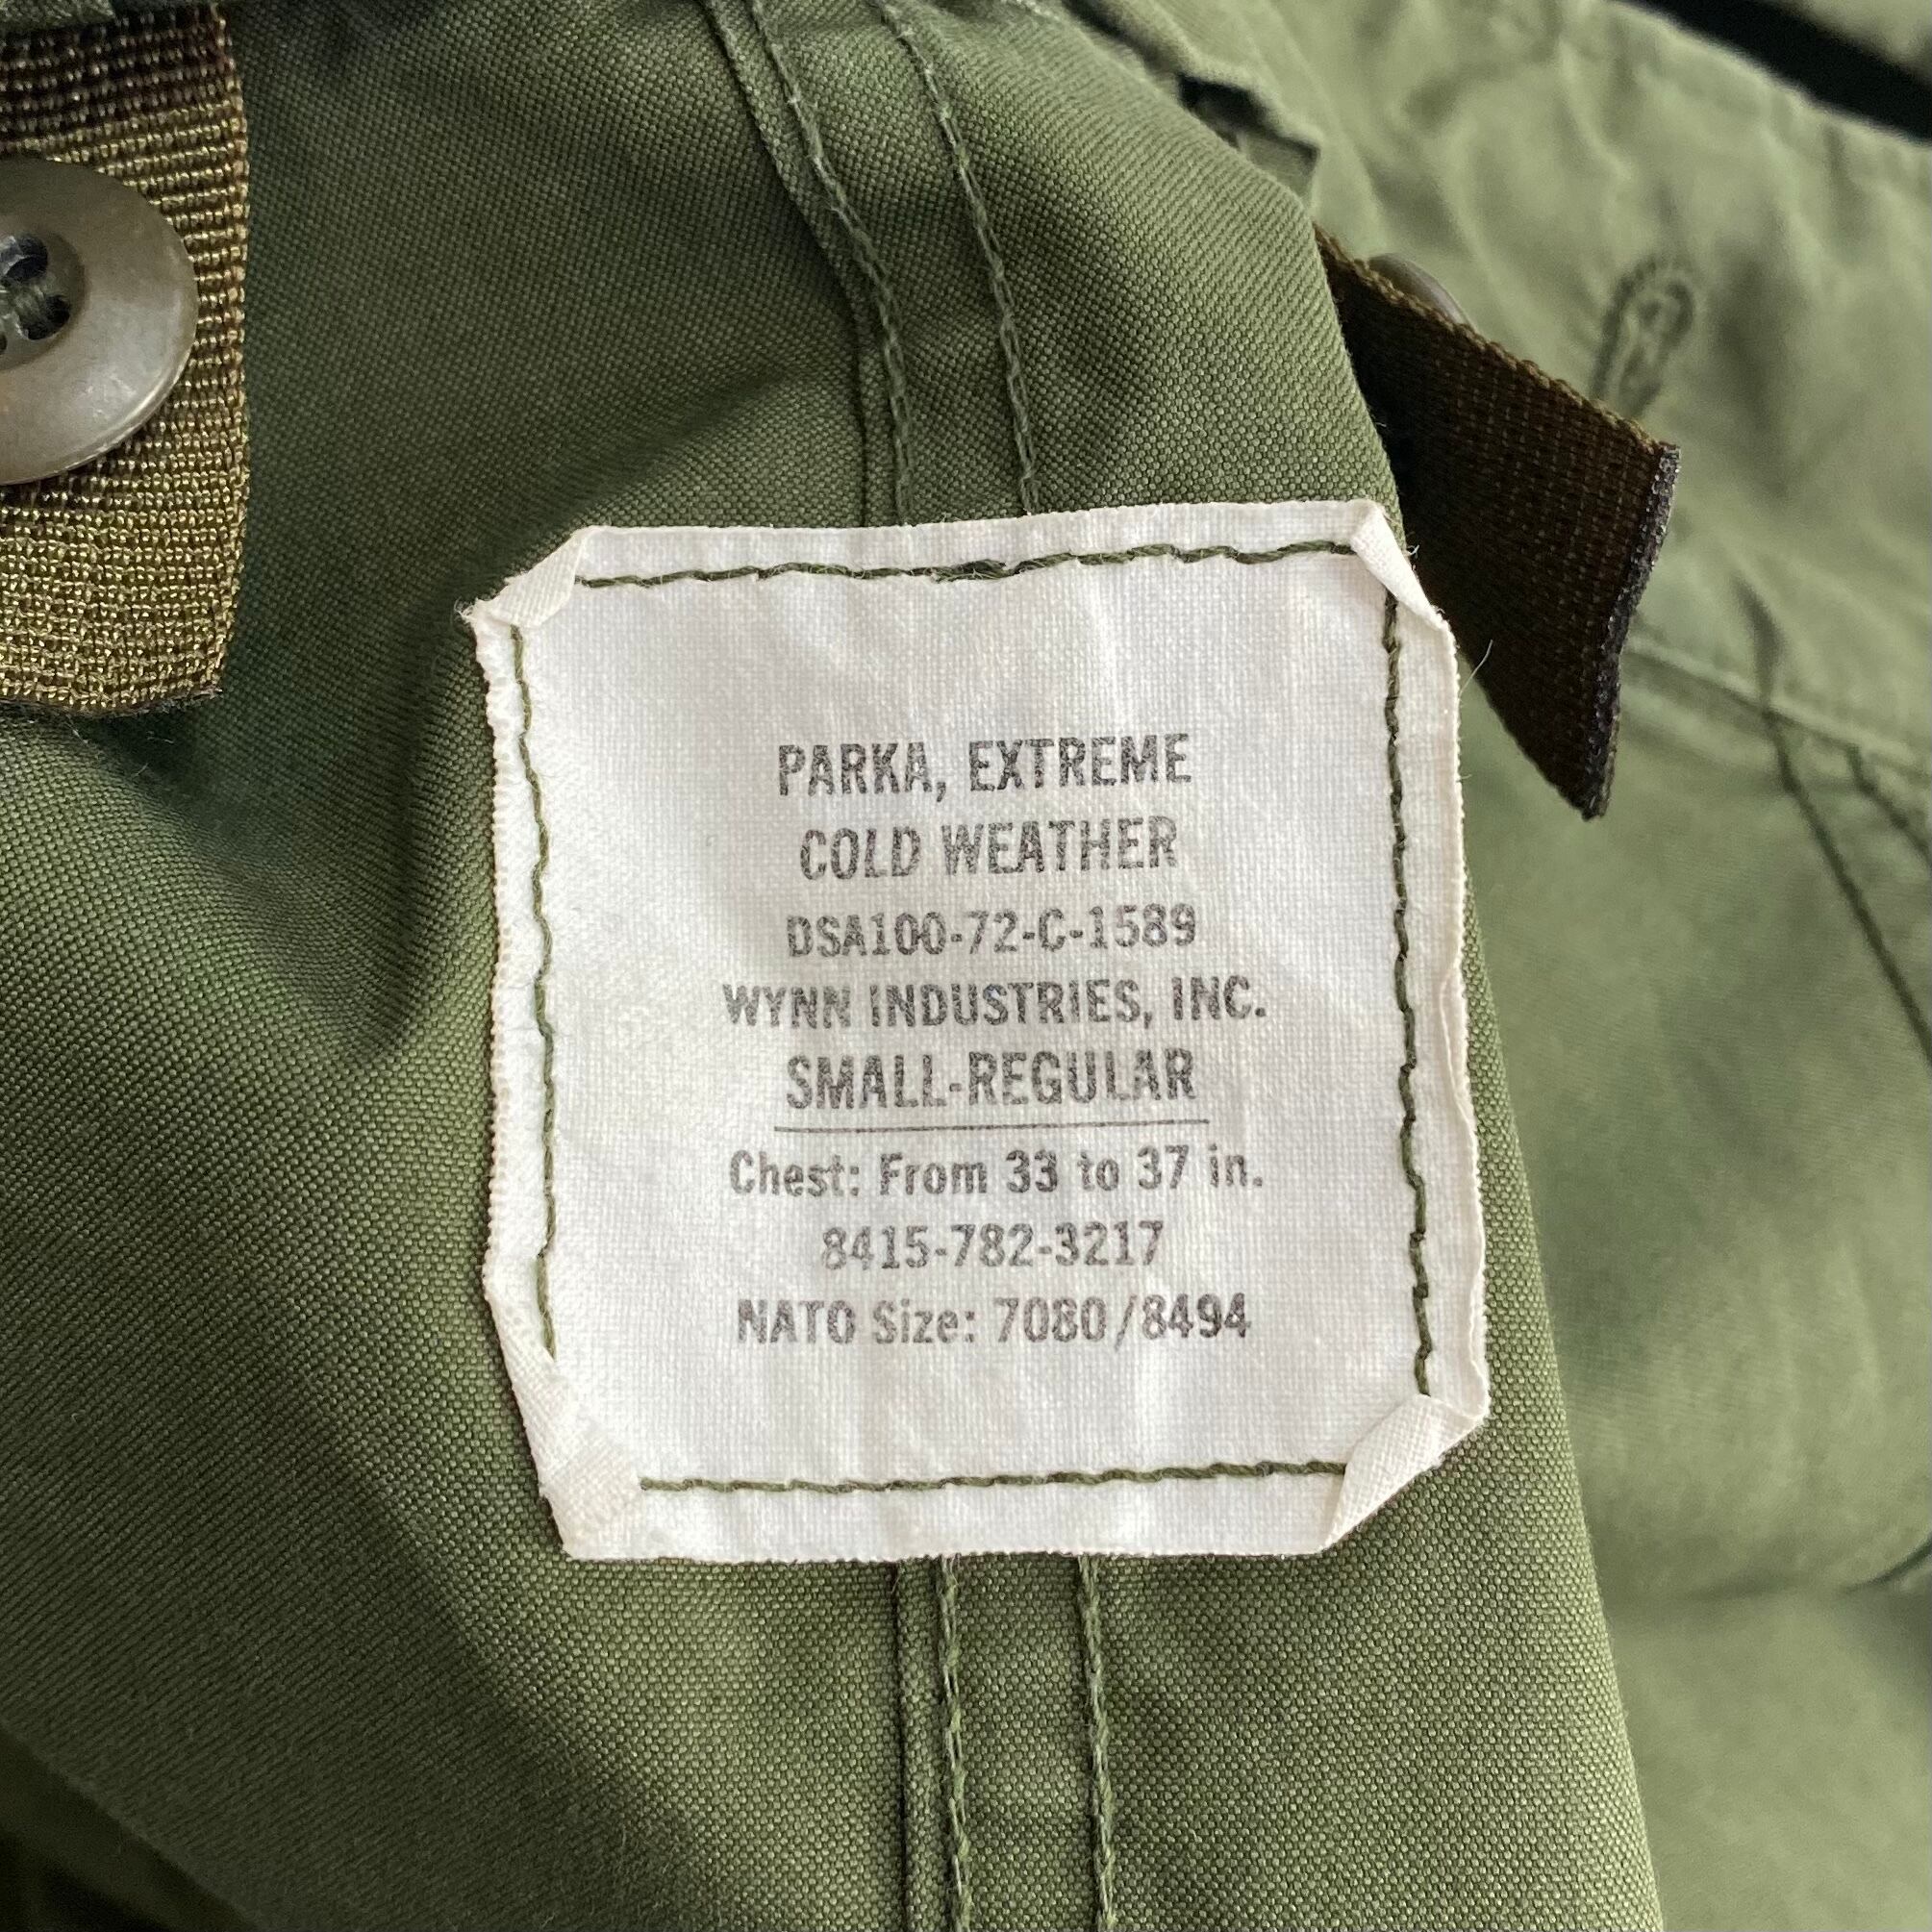 PARKA, EXTREME
COLD WEATHER
DSA100-72-C-1589
WYNN INDUSTRIES, INC.
SMALL-REGULAR
Chest: From 33 to 37 in.
8415-782-3217
NATO Size: 7080/8494